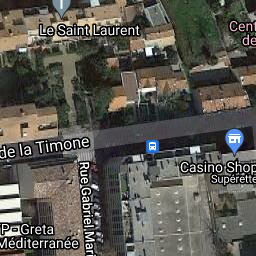 Cent
de
Le Saint Laurent
de la Timone
Casino Shop
Supérette
Rue Gabriel Mari
P - Greta
Méditerranée